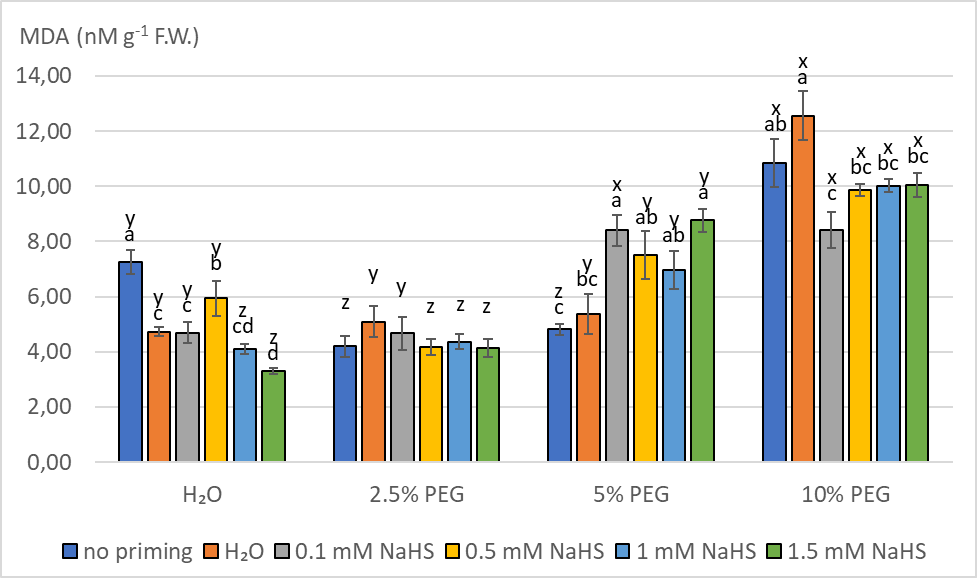 MDA (nM g⁻¹ F.W.)
14,00
12,00
10,00
8,00
6,00
4,00
2,00
0,00
y
a
y
c
y
c
y
b
z
cd
z
d
z
y
y
z
z
z
z
c
y
bc
x
a
y
ab
y
ab
y
a
x
ab
x
a
x
c
x
bc
x
bc
x
bc
H₂O
2.5% PEG
5% PEG
10% PEG
no priming
H₂O
0.1 mM NaHS
0.5 mM NaHS
1 mM NaHS
1.5 mM NaHS